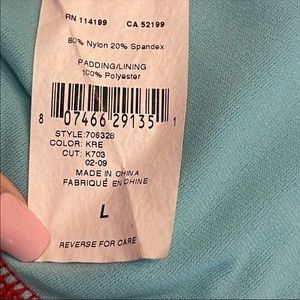 RN 114199 CA 52199
80% Nylon 20% Spandex
PADDING/LINING
100% Polyester
8 07466 29135 1
STYLE:706328
COLOR: KRE
CUT: K703
02-09
MADE IN CHINA
FABRIQUÉ EN CHINE
L
REVERSE FOR CARE